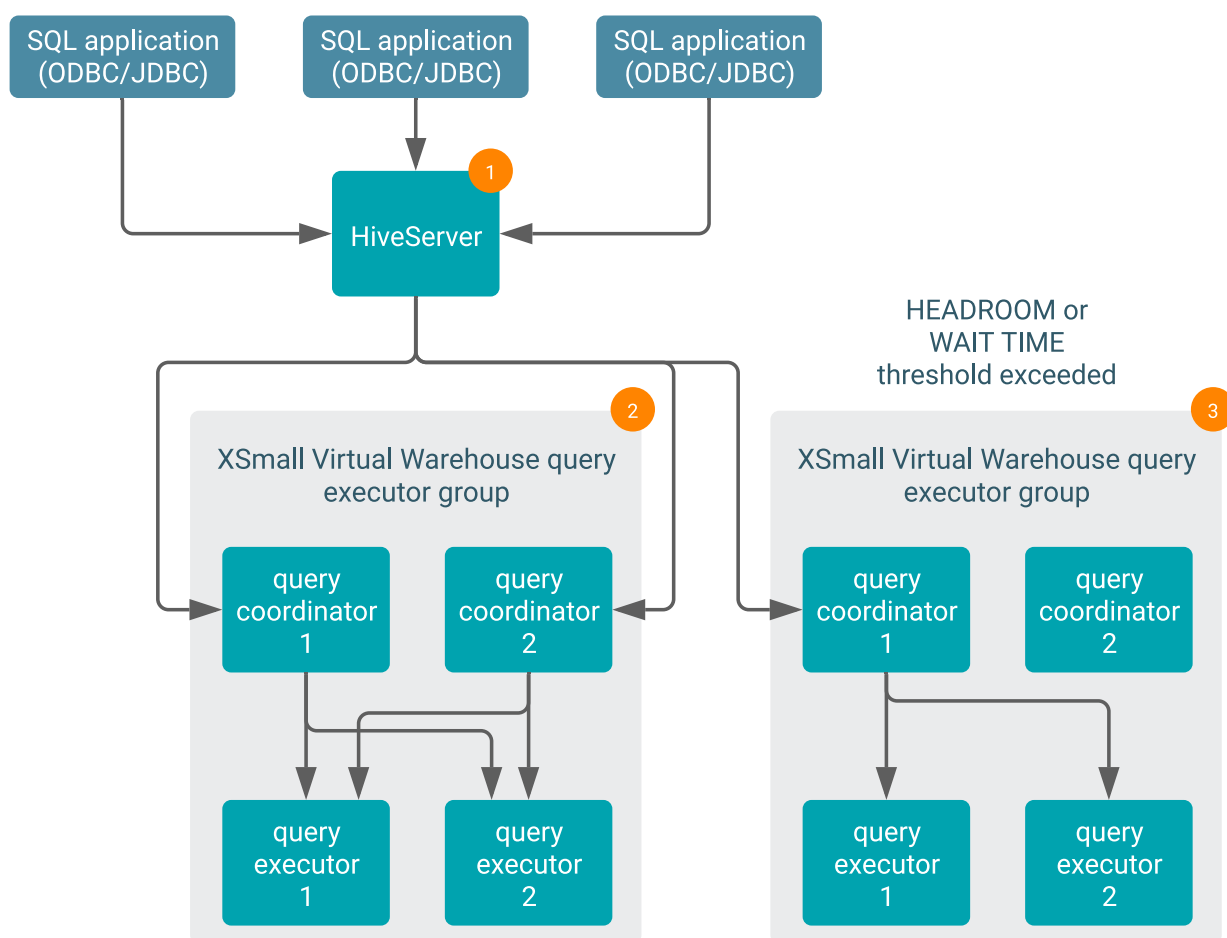 SQL application
(ODBC/JDBC)
SQL application
(ODBC/JDBC)
SQL application
(ODBC/JDBC)
1
HiveServer
HEADROOM or
WAIT TIME
threshold exceeded
2
XSmall Virtual Warehouse query
executor group
query
coordinator
1
query
coordinator
2
query
executor
1
query
executor
2
3
XSmall Virtual Warehouse query
executor group
query
coordinator
1
query
coordinator
2
query
executor
1
query
executor
2